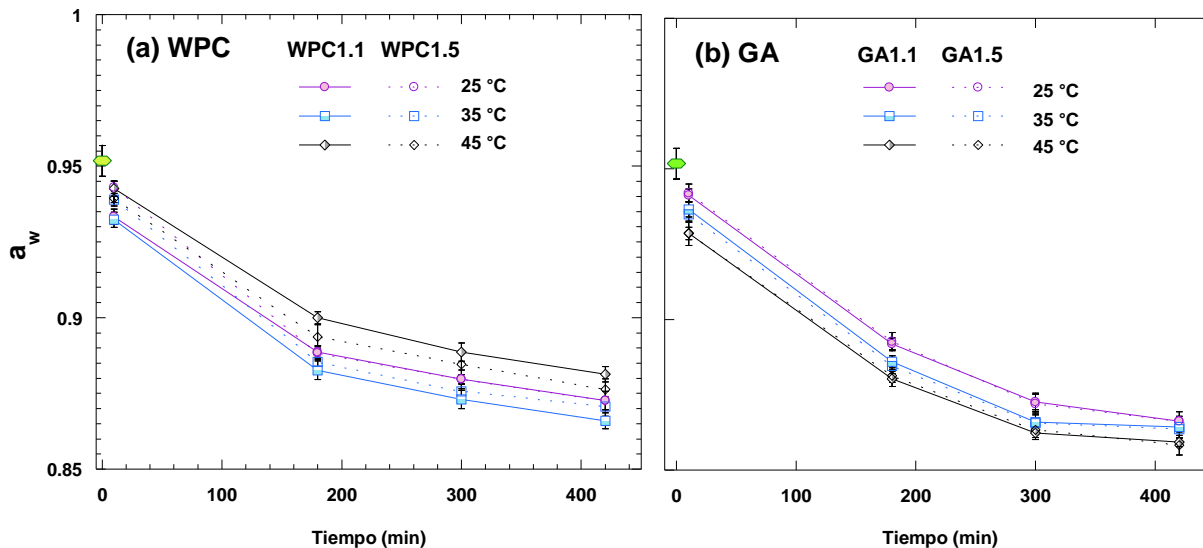 (a) WPC
WPC1.1 WPC1.5
25 °C
35 °C
45 °C
1
0.95
0.9
0.85
a_w
0 100 200 300 400
Tiempo (min)
(b) GA
GA1.1 GA1.5
25 °C
35 °C
45 °C
0 100 200 300 400
Tiempo (min)